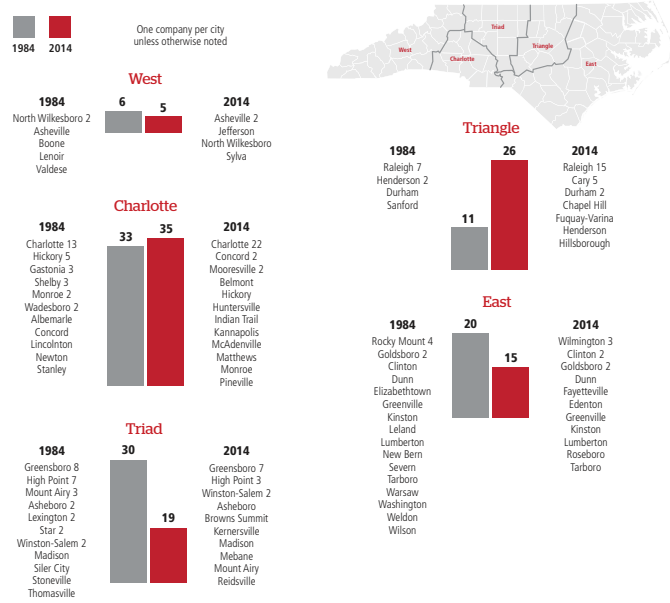 1984
2014
One company per city
unless otherwise noted
West
Triad
Triangle
Charlotte
East
West
1984
North Wilkesboro 2
Asheville
Boone
Lenoir
Valdese
6
5
2014
Asheville 2
Jefferson
North Wilkesboro
Sylva
Charlotte
1984
Charlotte 13
Hickory 5
Gastonia 3
Shelby 3
Monroe 2
Wadesboro 2
Albemarle
Concord
Lincolnton
Newton
Stanley
33
35
2014
Charlotte 22
Concord 2
Mooresville 2
Belmont
Hickory
Huntersville
Indian Trail
Kannapolis
McAdenville
Matthews
Monroe
Pineville
Triad
1984
Greensboro 8
High Point 7
Mount Airy 3
Asheboro 2
Lexington 2
Star 2
Winston-Salem 2
Madison
Siler City
Stoneville
Thomasville
30
19
2014
Greensboro 7
High Point 3
Winston-Salem 2
Asheboro
Browns Summit
Kernersville
Madison
Mebane
Mount Airy
Reidsville
Triangle
1984
Raleigh 7
Henderson 2
Durham
Sanford
11
26
2014
Raleigh 15
Cary 5
Durham 2
Chapel Hill
Fuquay-Varina
Henderson
Hillsborough
East
1984
Rocky Mount 4
Goldsboro 2
Clinton
Dunn
Elizabethtown
Greenville
Kinston
Leland
Lumberton
New Bern
Severn
Tarboro
Warsaw
Washington
Weldon
Wilson
20
15
2014
Wilmington 3
Clinton 2
Goldsboro 2
Dunn
Fayetteville
Edenton
Greenville
Kinston
Lumberton
Roseboro
Tarboro